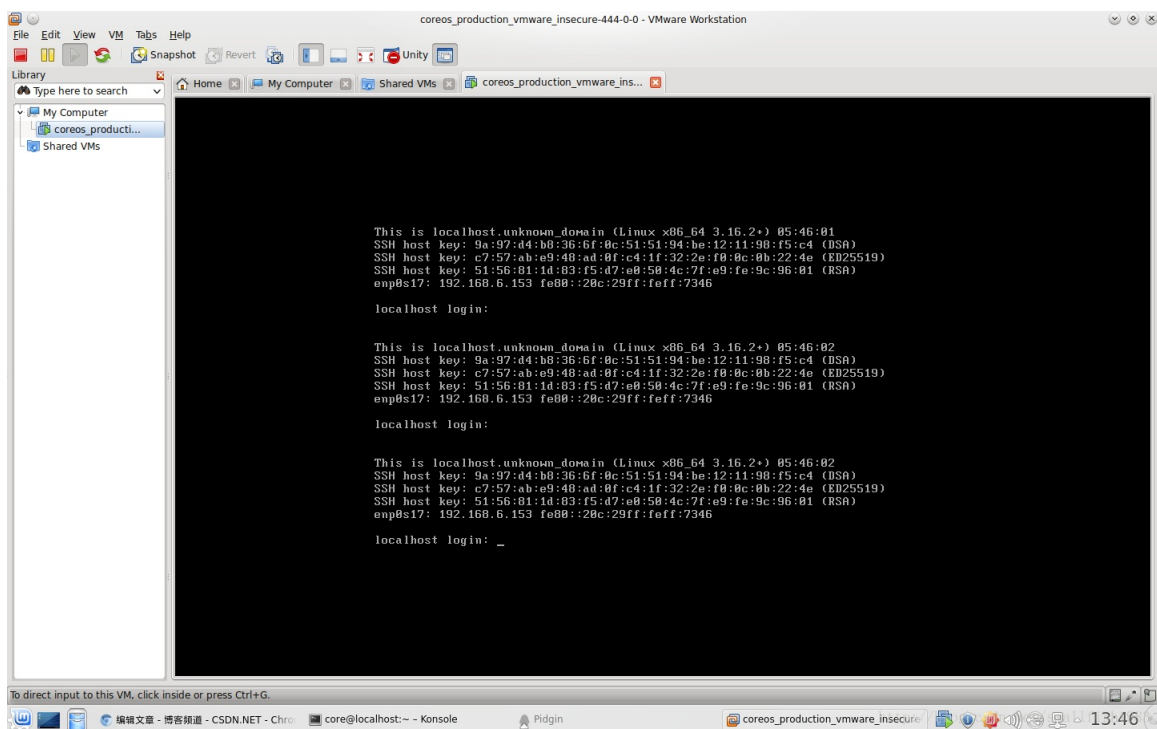 coreos_production_vmware_insecure-444-0-0 - VMware Workstation
File Edit View VM Tabs Help
Snapshot Revert Unity
Library
Type here to search
Home My Computer Shared VMs coreos_production_vmware_ins...
My Computer
coreos_producti...
Shared VMs
This is localhost.unknown_domain (Linux x86_64 3.16.2+) 05:46:01
SSH host key: 9a:97:d4:b8:36:6f:0c:51:51:94:be:12:11:98:f5:c4 (DSA)
SSH host key: c7:57:ab:e9:48:ad:0f:c4:1f:32:2e:f0:0c:0b:22:4e (ED25519)
SSH host key: 51:56:81:1d:83:f5:d7:e0:50:4c:7f:e9:fe:9c:96:01 (RSA)
enp0s17: 192.168.6.153 fe80::20c:29ff:feff:7346
localhost login:
This is localhost.unknown_domain (Linux x86_64 3.16.2+) 05:46:02
SSH host key: 9a:97:d4:b8:36:6f:0c:51:51:94:be:12:11:98:f5:c4 (DSA)
SSH host key: c7:57:ab:e9:48:ad:0f:c4:1f:32:2e:f0:0c:0b:22:4e (ED25519)
SSH host key: 51:56:81:1d:83:f5:d7:e0:50:4c:7f:e9:fe:9c:96:01 (RSA)
enp0s17: 192.168.6.153 fe80::20c:29ff:feff:7346
localhost login:
This is localhost.unknown_domain (Linux x86_64 3.16.2+) 05:46:02
SSH host key: 9a:97:d4:b8:36:6f:0c:51:51:94:be:12:11:98:f5:c4 (DSA)
SSH host key: c7:57:ab:e9:48:ad:0f:c4:1f:32:2e:f0:0c:0b:22:4e (ED25519)
SSH host key: 51:56:81:1d:83:f5:d7:e0:50:4c:7f:e9:fe:9c:96:01 (RSA)
enp0s17: 192.168.6.153 fe80::20c:29ff:feff:7346
localhost login: _
To direct input to this VM, click inside or press Ctrl+G.
编辑文章 - 博客频道 - CSDN.NET - Chro core@localhost:~ - Konsole Pidgin coreos_production_vmware_insecure 13:46